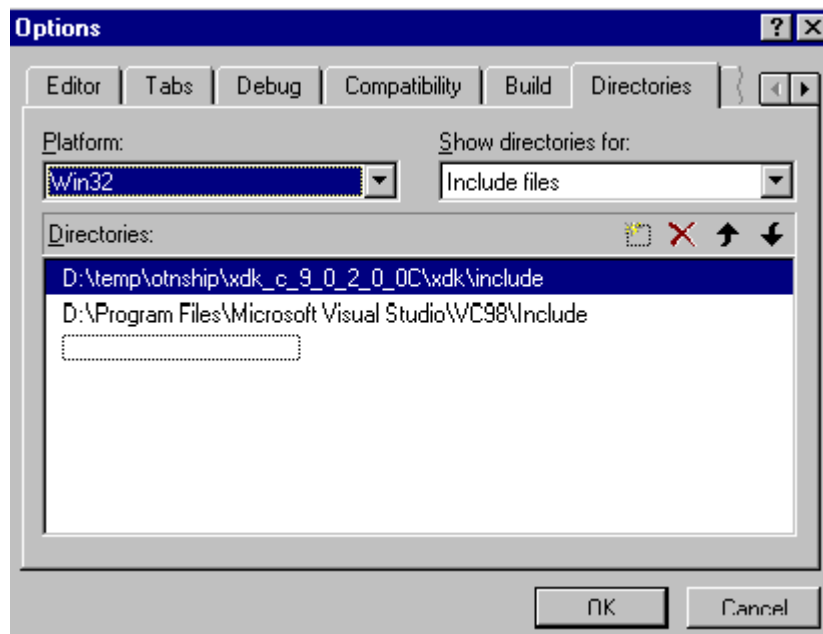 Options
Editor Tabs Debug Compatibility Build Directories
Platform: Show directories for:
Win32 Include files
Directories:
D:\temp\otnship\xdk_c_9_0_2_0_0C\xdk\include
D:\Program Files\Microsoft Visual Studio\VC98\Include
OK Cancel